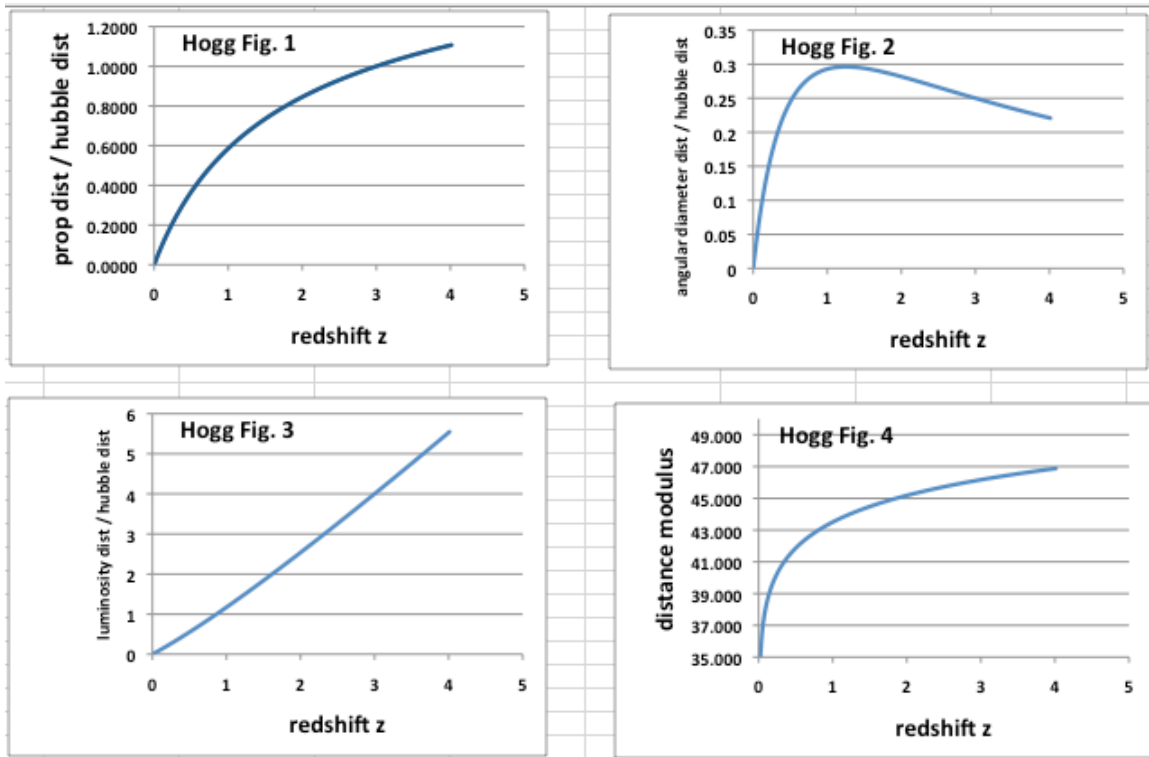 Hogg Fig. 1
prop dist / hubble dist
1.2000
1.0000
0.8000
0.6000
0.4000
0.2000
0.0000
0 1 2 3 4 5
redshift z
Hogg Fig. 2
angular diameter dist / hubble dist
0.35
0.3
0.25
0.2
0.15
0.1
0.05
0
0 1 2 3 4 5
redshift z
Hogg Fig. 3
luminosity dist / hubble dist
6
5
4
3
2
1
0
0 1 2 3 4 5
redshift z
Hogg Fig. 4
distance modulus
49.000
47.000
45.000
43.000
41.000
39.000
37.000
35.000
0 1 2 3 4 5
redshift z